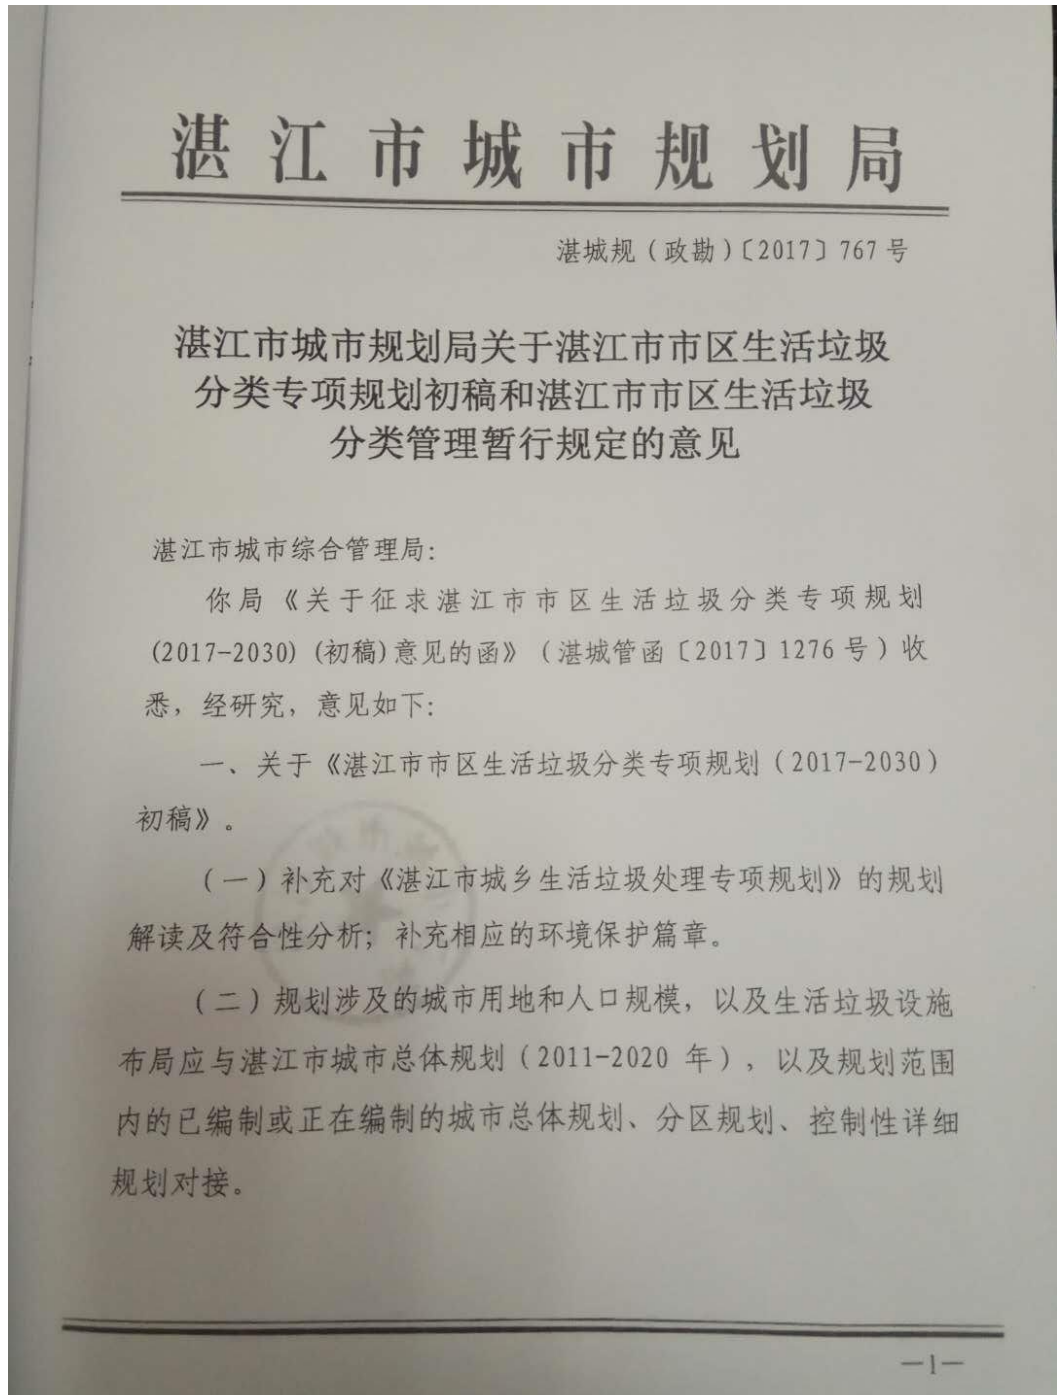 湛江市城市规划局
湛城规（政勘）〔2017〕767号
湛江市城市规划局关于湛江市市区生活垃圾
分类专项规划初稿和湛江市市区生活垃圾
分类管理暂行规定的意见
湛江市城市综合管理局：
你局《关于征求湛江市市区生活垃圾分类专项规划
(2017-2030) (初稿)意见的函》（湛城管函〔2017〕1276号）收
悉，经研究，意见如下：
一、关于《湛江市市区生活垃圾分类专项规划（2017-2030）
初稿》。
（一）补充对《湛江市城乡生活垃圾处理专项规划》的规划
解读及符合性分析；补充相应的环境保护篇章。
（二）规划涉及的城市用地和人口规模，以及生活垃圾设施
布局应与湛江市城市总体规划（2011-2020 年），以及规划范围
内的已编制或正在编制的城市总体规划、分区规划、控制性详细
规划对接。
—1—